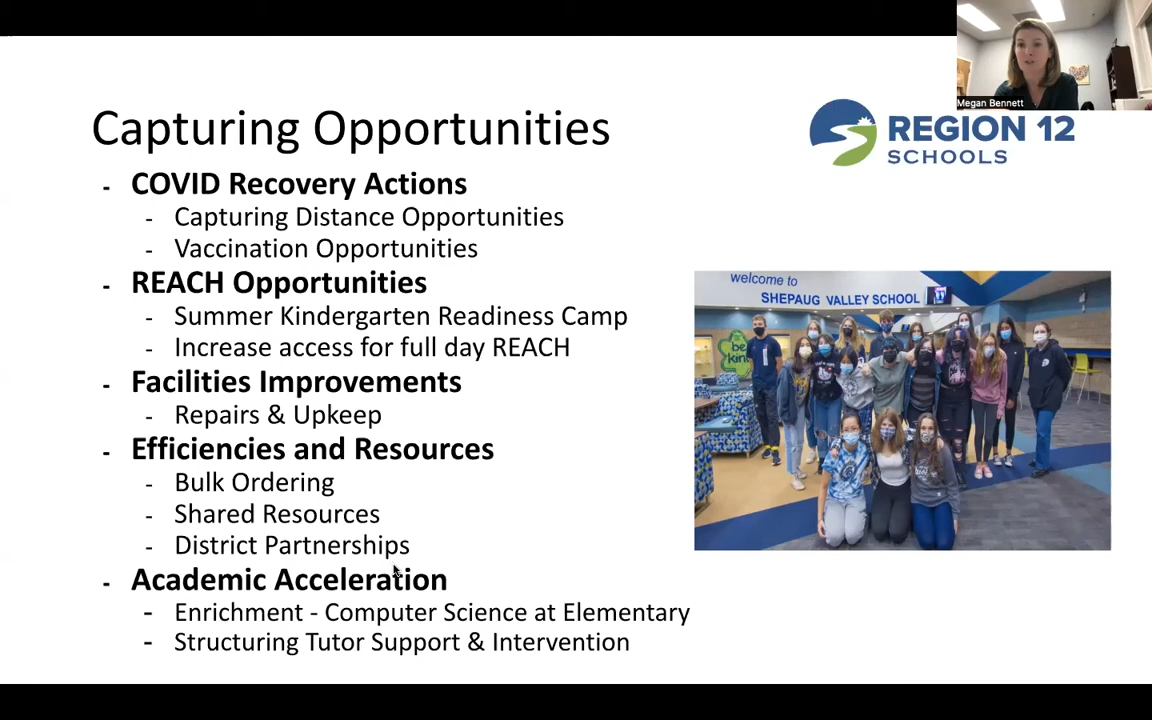 Megan Bennett
Capturing Opportunities
REGION 12
SCHOOLS
- COVID Recovery Actions
- Capturing Distance Opportunities
- Vaccination Opportunities
- REACH Opportunities
- Summer Kindergarten Readiness Camp
- Increase access for full day REACH
- Facilities Improvements
- Repairs & Upkeep
- Efficiencies and Resources
- Bulk Ordering
- Shared Resources
- District Partnerships
- Academic Acceleration
- Enrichment - Computer Science at Elementary
- Structuring Tutor Support & Intervention
welcome to
SHEPAUG VALLEY SCHOOL
be
kind